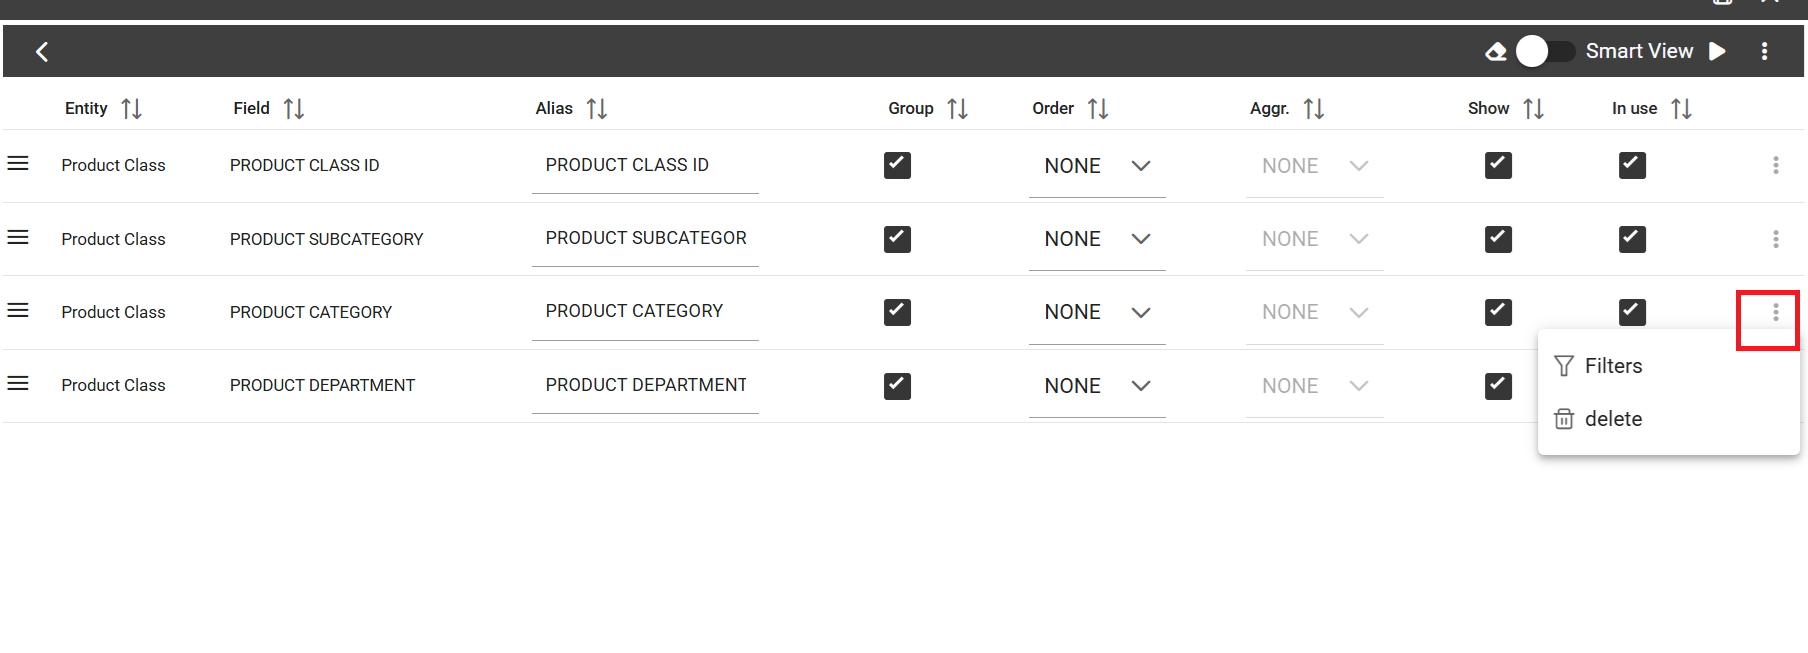 Smart View
Entity Field Alias Group Order Aggr. Show In use
Product Class PRODUCT CLASS ID PRODUCT CLASS ID NONE NONE
Product Class PRODUCT SUBCATEGORY PRODUCT SUBCATEGOR NONE NONE
Product Class PRODUCT CATEGORY PRODUCT CATEGORY NONE NONE
Product Class PRODUCT DEPARTMENT PRODUCT DEPARTMENT NONE NONE
Filters
delete